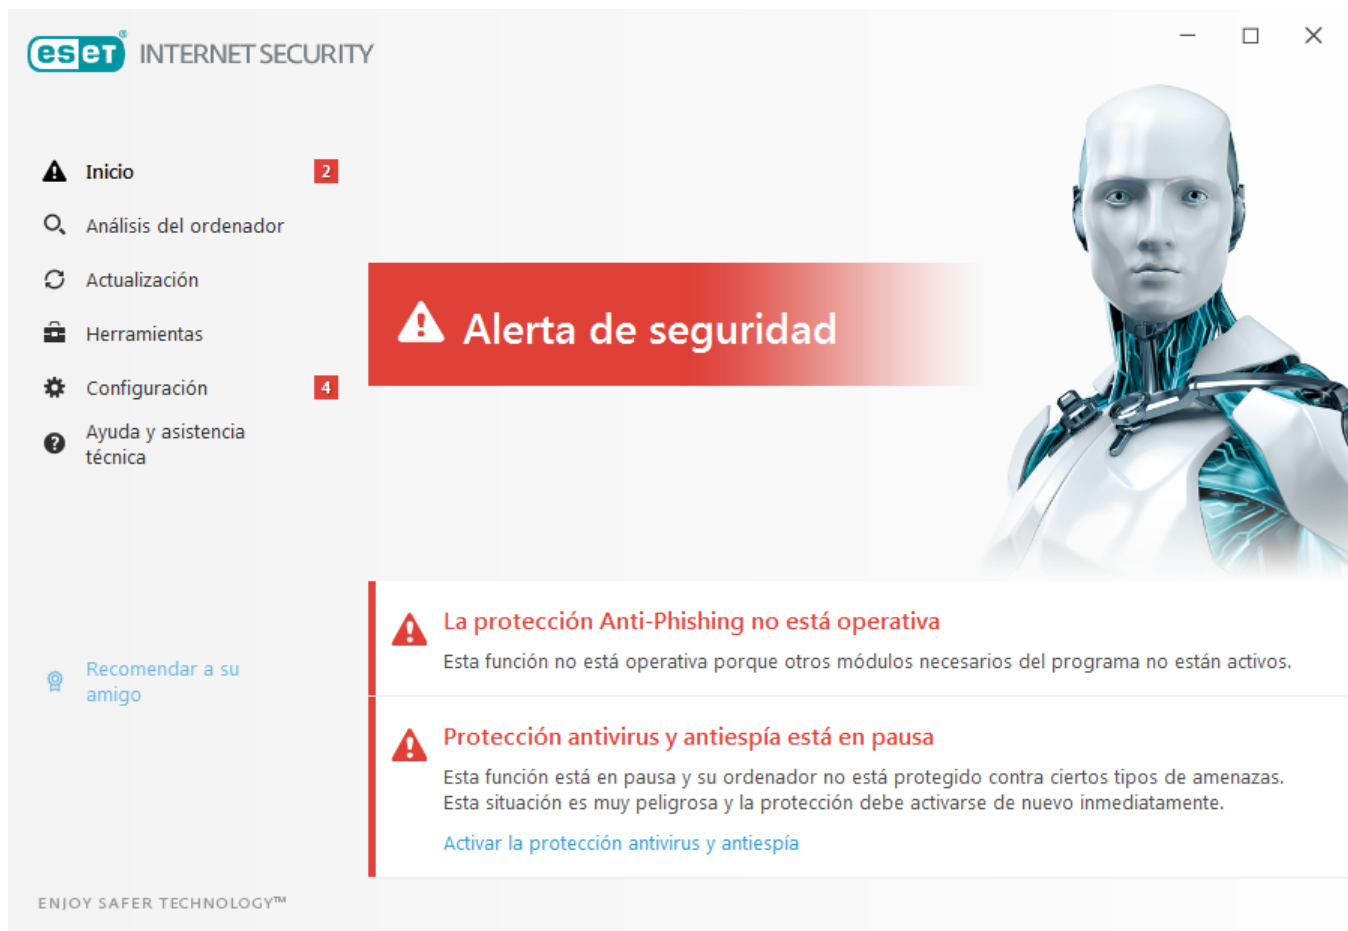 eseT® INTERNET SECURITY
Inicio 2
Análisis del ordenador
Actualización
Herramientas
Configuración 4
Ayuda y asistencia
técnica
Recomendar a su
amigo
ENJOY SAFER TECHNOLOGY™
Alerta de seguridad
La protección Anti-Phishing no está operativa
Esta función no está operativa porque otros módulos necesarios del programa no están activos.
Protección antivirus y antiespía está en pausa
Esta función está en pausa y su ordenador no está protegido contra ciertos tipos de amenazas.
Esta situación es muy peligrosa y la protección debe activarse de nuevo inmediatamente.
Activar la protección antivirus y antiespía